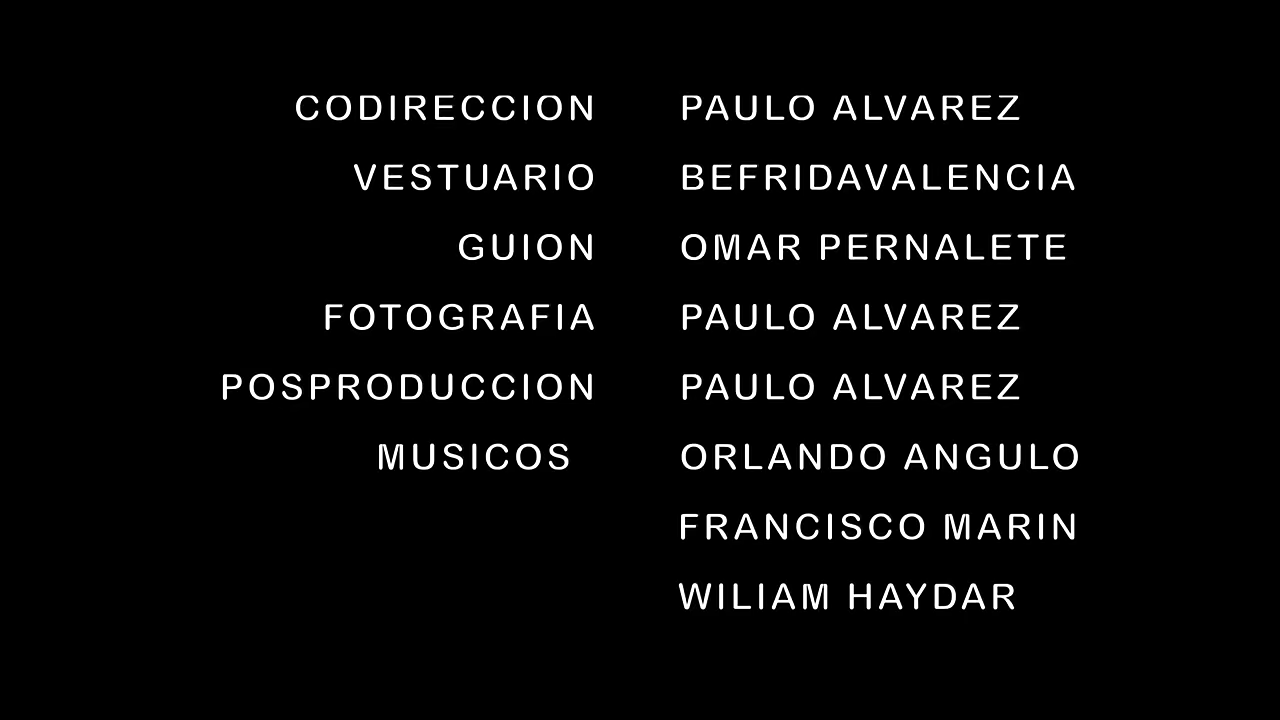 CODIRECCION PAULO ALVAREZ
VESTUARIO BEFRIDAVALENCIA
GUION OMAR PERNALETE
FOTOGRAFIA PAULO ALVAREZ
POSPRODUCCION PAULO ALVAREZ
MUSICOS ORLANDO ANGULO
FRANCISCO MARIN
WILIAM HAYDAR